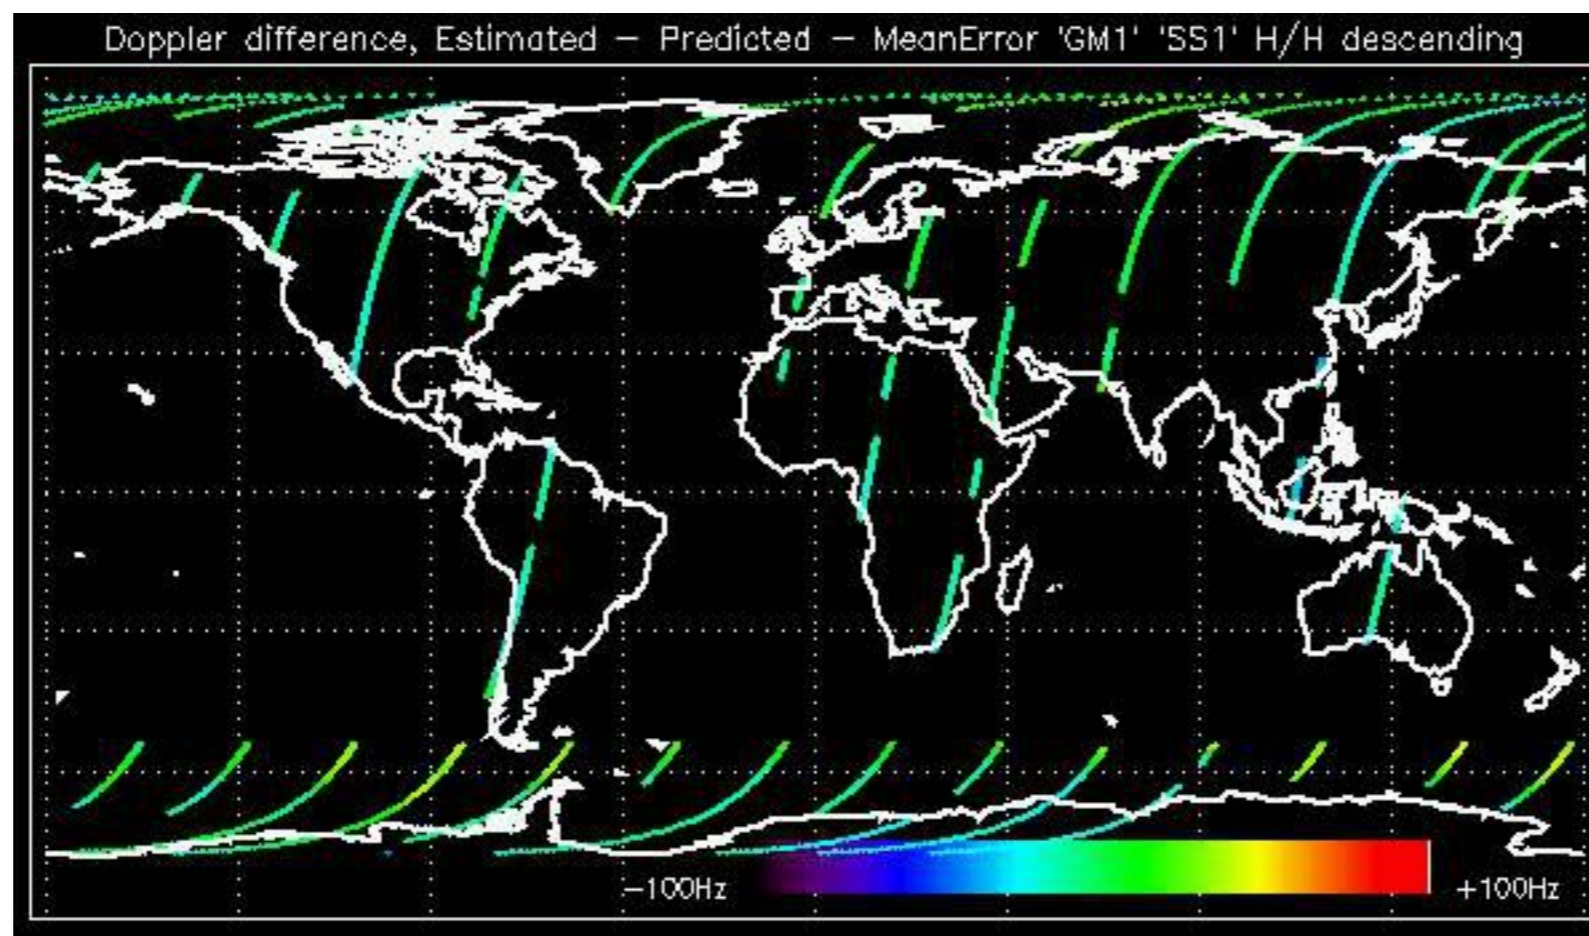 Doppler difference, Estimated − Predicted − MeanError 'GM1' 'SS1' H/H descending
−100Hz
+100Hz